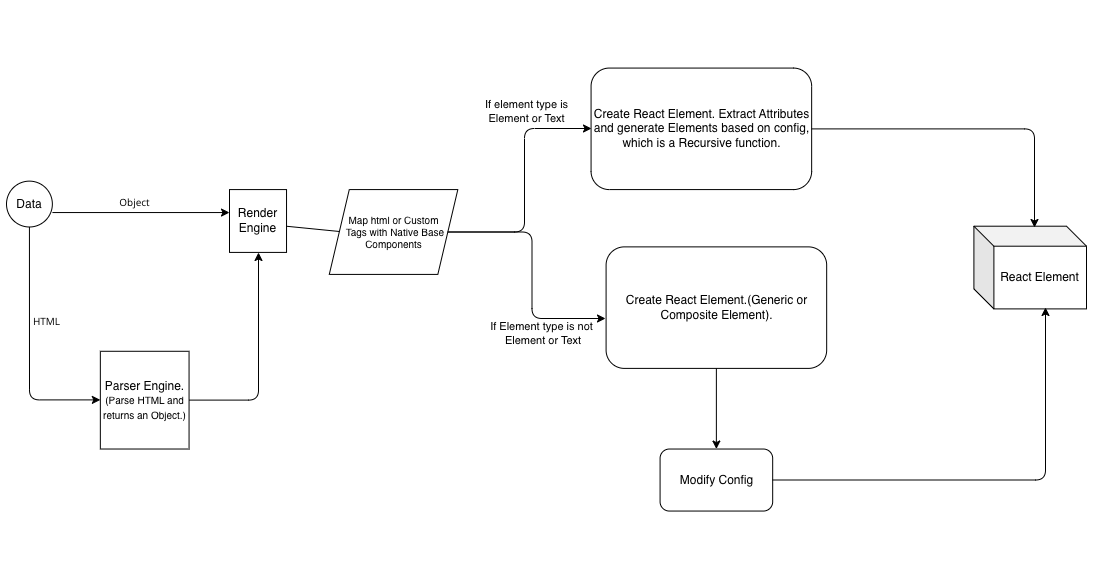 If element type is
Element or Text
Create React Element. Extract Attributes
and generate Elements based on config,
which is a Recursive function.
Data
Object
Render
Engine
Map html or Custom
Tags with Native Base
Components
React Element
Create React Element.(Generic or
Composite Element).
HTML
If Element type is not
Element or Text
Parser Engine.
(Parse HTML and
returns an Object.)
Modify Config